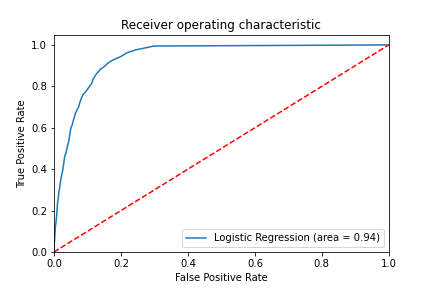 Receiver operating characteristic
True Positive Rate
1.0
0.8
0.6
0.4
0.2
0.0
Logistic Regression (area = 0.94)
0.0 0.2 0.4 0.6 0.8 1.0
False Positive Rate